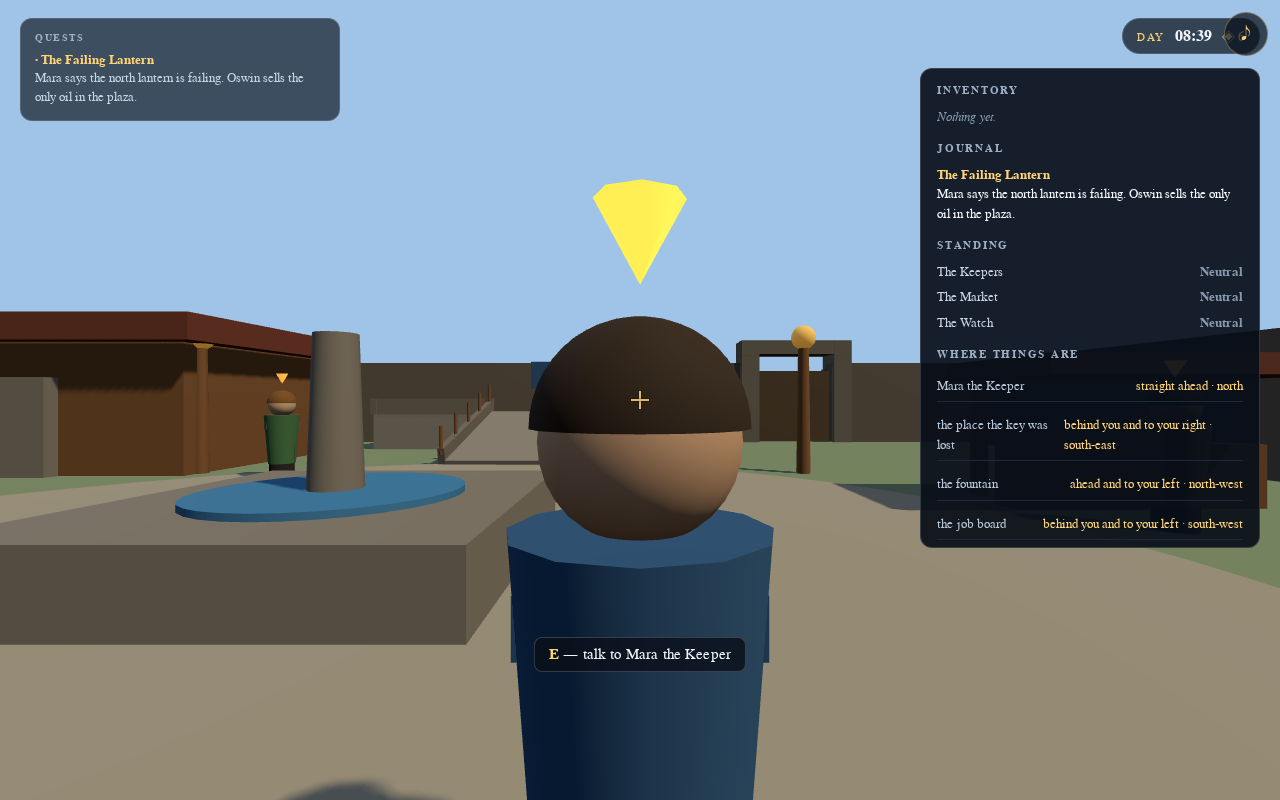 QUESTS
· The Failing Lantern
Mara says the north lantern is failing. Oswin sells the
only oil in the plaza.
DAY 08:39
INVENTORY
Nothing yet.
JOURNAL
The Failing Lantern
Mara says the north lantern is failing. Oswin sells the only
oil in the plaza.
STANDING
The Keepers Neutral
The Market Neutral
The Watch Neutral
WHERE THINGS ARE
Mara the Keeper straight ahead · north
the place the key was behind you and to your right ·
lost south-east
the fountain ahead and to your left · north-west
the job board behind you and to your left · south-west
E — talk to Mara the Keeper